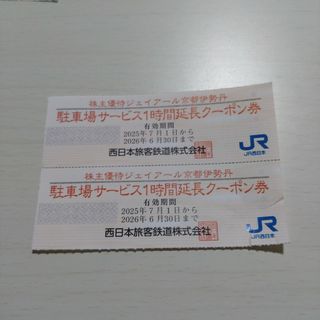 株主優待ジェイアール京都伊勢丹
駐車場サービス1時間延長クーポン券
有効期間
2025年7月1日から
2026年6月30日まで
西日本旅客鉄道株式会社
JR
JR西日本
株主優待ジェイアール京都伊勢丹
駐車場サービス1時間延長クーポン券
有効期間
2025年7月1日から
2026年6月30日まで
西日本旅客鉄道株式会社
JR
JR西日本